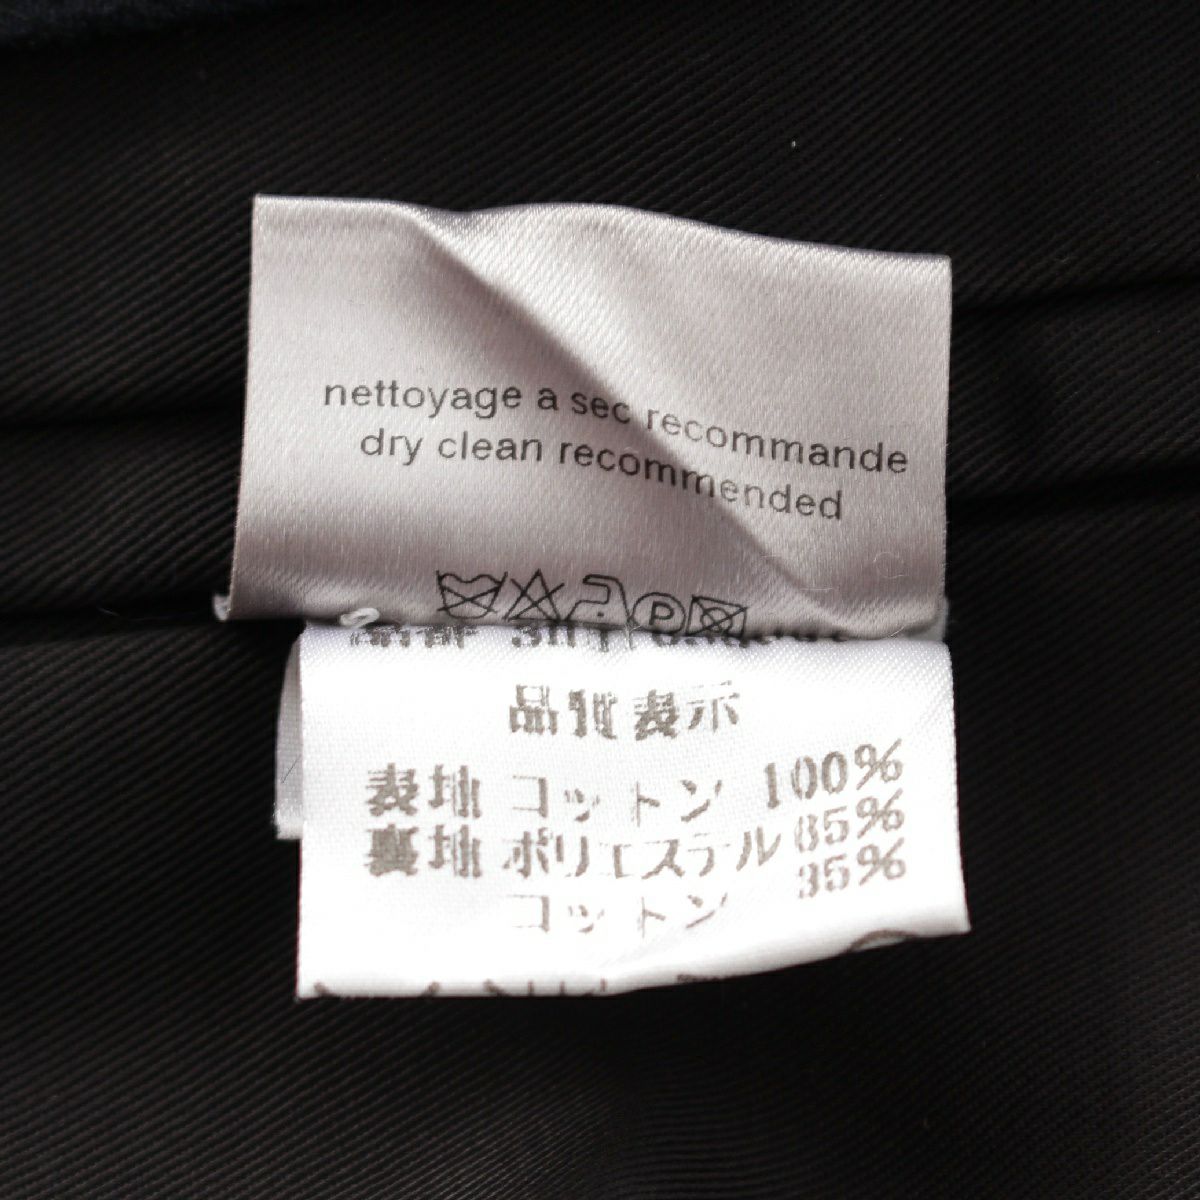 nettoyage a sec recommande
dry clean recommended
P
品質表示
表地 コットン 100%
裏地 ポリエステル 65%
コットン 35%